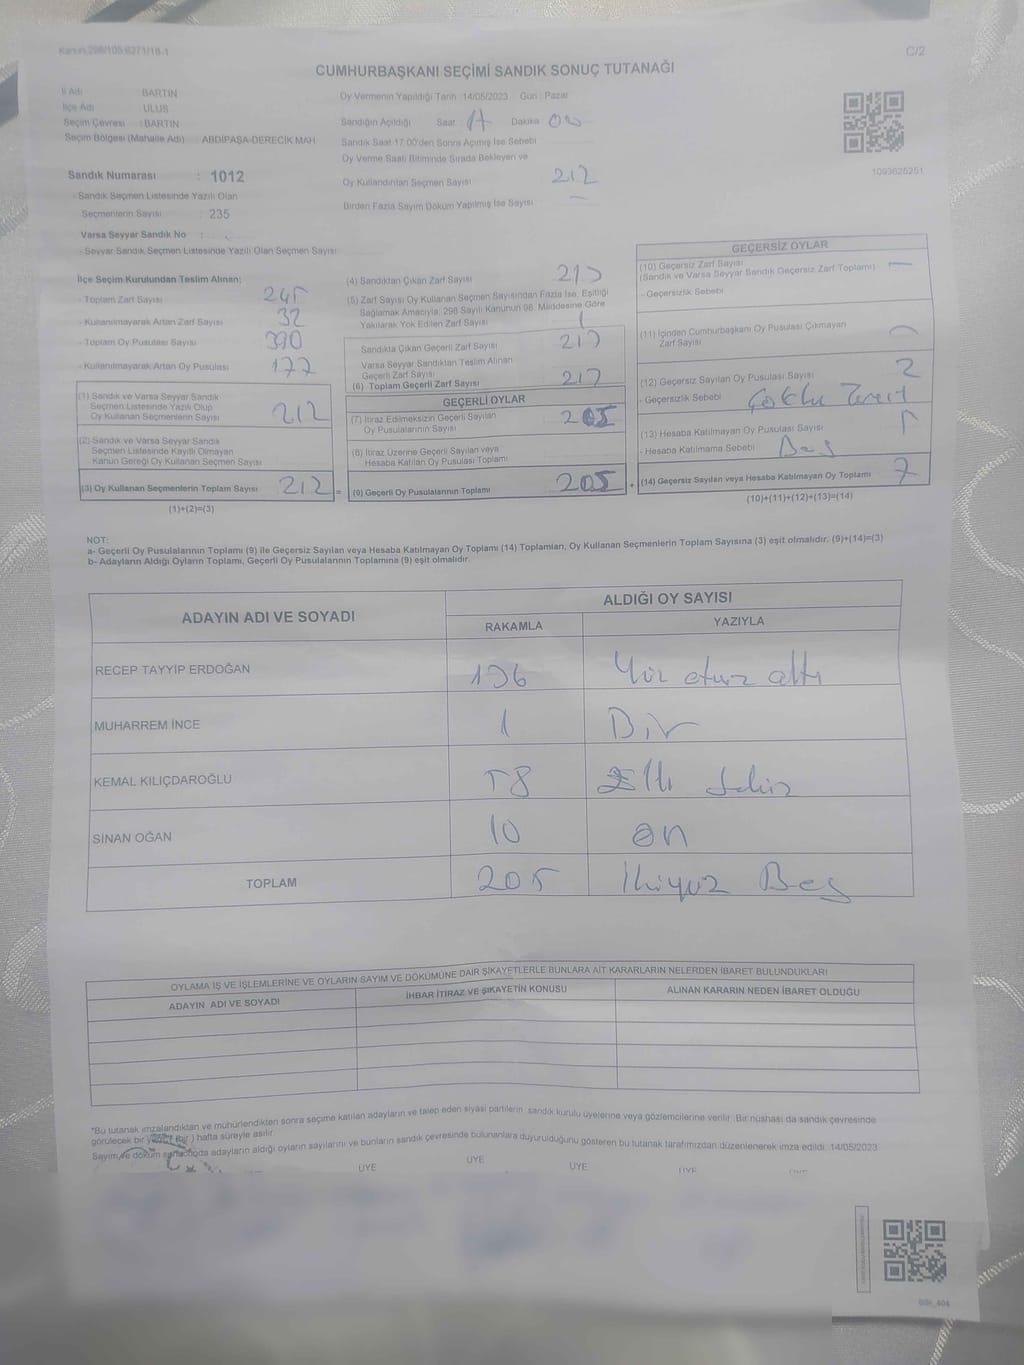 Kanun:298/105;6271/18-1
C/2
CUMHURBAŞKANI SEÇİMİ SANDIK SONUÇ TUTANAĞI
İl Adı BARTIN
İlçe Adı ULUS
Seçim Çevresi : BARTIN
Seçim Bölgesi (Mahalle Adı) ABDİPAŞA-DERECİK MAH
Oy Vermenin Yapıldığı Tarih :14/05/2023 Gün : Pazar
Sandığın Açıldığı Saat 17 Dakika 00
Sandık Saat 17.00'den Sonra Açılmış İse Sebebi
Oy Verme Saati Bitiminde Sırada Bekleyen ve
Oy Kullandırılan Seçmen Sayısı 212
Birden Fazla Sayım Döküm Yapılmış İse Sayısı —
1093625251
Sandık Numarası : 1012
- Sandık Seçmen Listesinde Yazılı Olan
Seçmenlerin Sayısı : 235
Varsa Seyyar Sandık No :
- Seyyar Sandık Seçmen Listesinde Yazılı Olan Seçmen Sayısı
İlçe Seçim Kurulundan Teslim Alınan;
- Toplam Zarf Sayısı 245
- Kullanılmayarak Artan Zarf Sayısı 32
- Toplam Oy Pusulası Sayısı 390
- Kullanılmayarak Artan Oy Pusulası 177
(1) Sandık ve Varsa Seyyar Sandık
Seçmen Listesinde Yazılı Olup
Oy Kullanan Seçmenlerin Sayısı 212
(2) Sandık ve Varsa Seyyar Sandık
Seçmen Listesinde Kayıtlı Olmayan
Kanun Gereği Oy Kullanan Seçmen Sayısı
(3) Oy Kullanan Seçmenlerin Toplam Sayısı 212 =
(1)+(2)=(3)
(4) Sandıktan Çıkan Zarf Sayısı 213
(5) Zarf Sayısı Oy Kullanan Seçmen Sayısından Fazla İse, Eşitliği
Sağlamak Amacıyla; 298 Sayılı Kanunun 98. Maddesine Göre
Yakılarak Yok Edilen Zarf Sayısı 1
Sandıkta Çıkan Geçerli Zarf Sayısı
Varsa Seyyar Sandıktan Teslim Alınan
Geçerli Zarf Sayısı
(6) Toplam Geçerli Zarf Sayısı
GEÇERLİ OYLAR
(7) İtiraz Edilmeksizin Geçerli Sayılan
Oy Pusulalarının Sayısı 205
(8) İtiraz Üzerine Geçerli Sayılan veya
Hesaba Katılan Oy Pusulası Toplamı
(9) Geçerli Oy Pusulalarının Toplamı 205 +
GEÇERSİZ OYLAR
(10) Geçersiz Zarf Sayısı —
(Sandık ve Varsa Seyyar Sandık Geçersiz Zarf Toplamı)
- Geçersizlik Sebebi
(11) İçinden Cumhurbaşkanı Oy Pusulası Çıkmayan
Zarf Sayısı —
(12) Geçersiz Sayılan Oy Pusulası Sayısı 2
- Geçersizlik Sebebi Çoklu Tercit
(13) Hesaba Katılmayan Oy Pusulası Sayısı 5
- Hesaba Katılmama Sebebi Beş
(14) Geçersiz Sayılan veya Hesaba Katılmayan Oy Toplamı 7
(10)+(11)+(12)+(13)=(14)
NOT:
a- Geçerli Oy Pusulalarının Toplamı (9) ile Geçersiz Sayılan veya Hesaba Katılmayan Oy Toplamı (14) Toplamları, Oy Kullanan Seçmenlerin Toplam Sayısına (3) eşit olmalıdır. (9)+(14)=(3)
b- Adayların Aldığı Oyların Toplamı, Geçerli Oy Pusulalarının Toplamına (9) eşit olmalıdır.
ADAYIN ADI VE SOYADI
ALDIĞI OY SAYISI
RAKAMLA YAZIYLA
RECEP TAYYİP ERDOĞAN 136 Yüz otuz altı
MUHARREM İNCE 1 Bir
KEMAL KILIÇDAROĞLU 58 Elli Sekiz
SİNAN OĞAN 10 on
TOPLAM 205 İkiyüz Beş
OYLAMA İŞ VE İŞLEMLERİNE VE OYLARIN SAYIM VE DÖKÜMÜNE DAİR ŞİKAYETLERLE BUNLARA AİT KARARLARIN NELERDEN İBARET BULUNDUKLARI
ADAYIN ADI VE SOYADI İHBAR İTİRAZ VE ŞİKAYETİN KONUSU ALINAN KARARIN NEDEN İBARET OLDUĞU
*Bu tutanak imzalandıktan ve mühürlendikten sonra seçime katılan adayların ve talep eden siyasi partilerin sandık kurulu üyelerine veya gözlemcilerine verilir. Bir nüshası da sandık çevresinde
görülecek bir yere (bir) hafta süreyle asılır.
Sayım ve döküm sonucunda adayların aldığı oyların sayılarını ve bunların sandık çevresinde bulunanlara duyurulduğunu gösteren bu tutanak tarafımızdan düzenlenerek imza edildi. 14/05/2023
ÜYE ÜYE ÜYE ÜYE